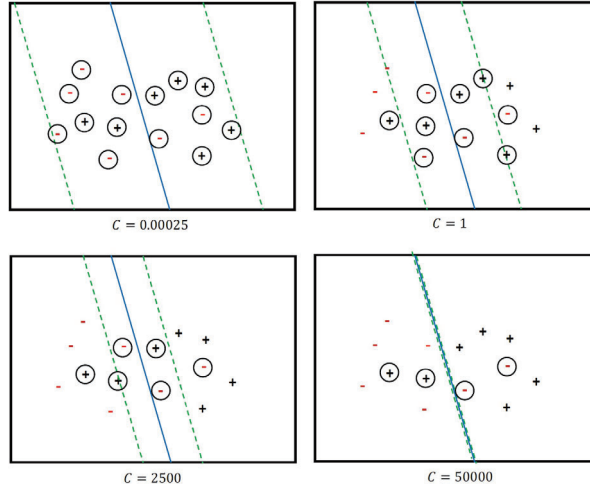 C = 0.00025
C = 1
C = 2500
C = 50000